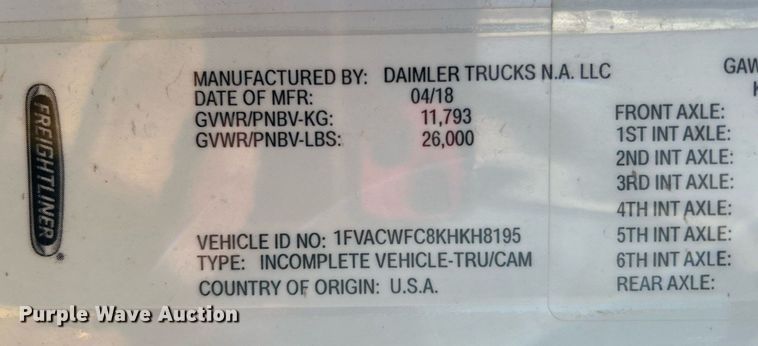 FREIGHTLINER
MANUFACTURED BY: DAIMLER TRUCKS N.A. LLC
DATE OF MFR: 04/18
GVWR/PNBV-KG: 11,793
GVWR/PNBV-LBS: 26,000
VEHICLE ID NO: 1FVACWFC8KHKH8195
TYPE: INCOMPLETE VEHICLE-TRU/CAM
COUNTRY OF ORIGIN: U.S.A.
GAW
K
FRONT AXLE:
1ST INT AXLE:
2ND INT AXLE:
3RD INT AXLE:
4TH INT AXLE:
5TH INT AXLE:
6TH INT AXLE:
REAR AXLE:
Purple Wave Auction